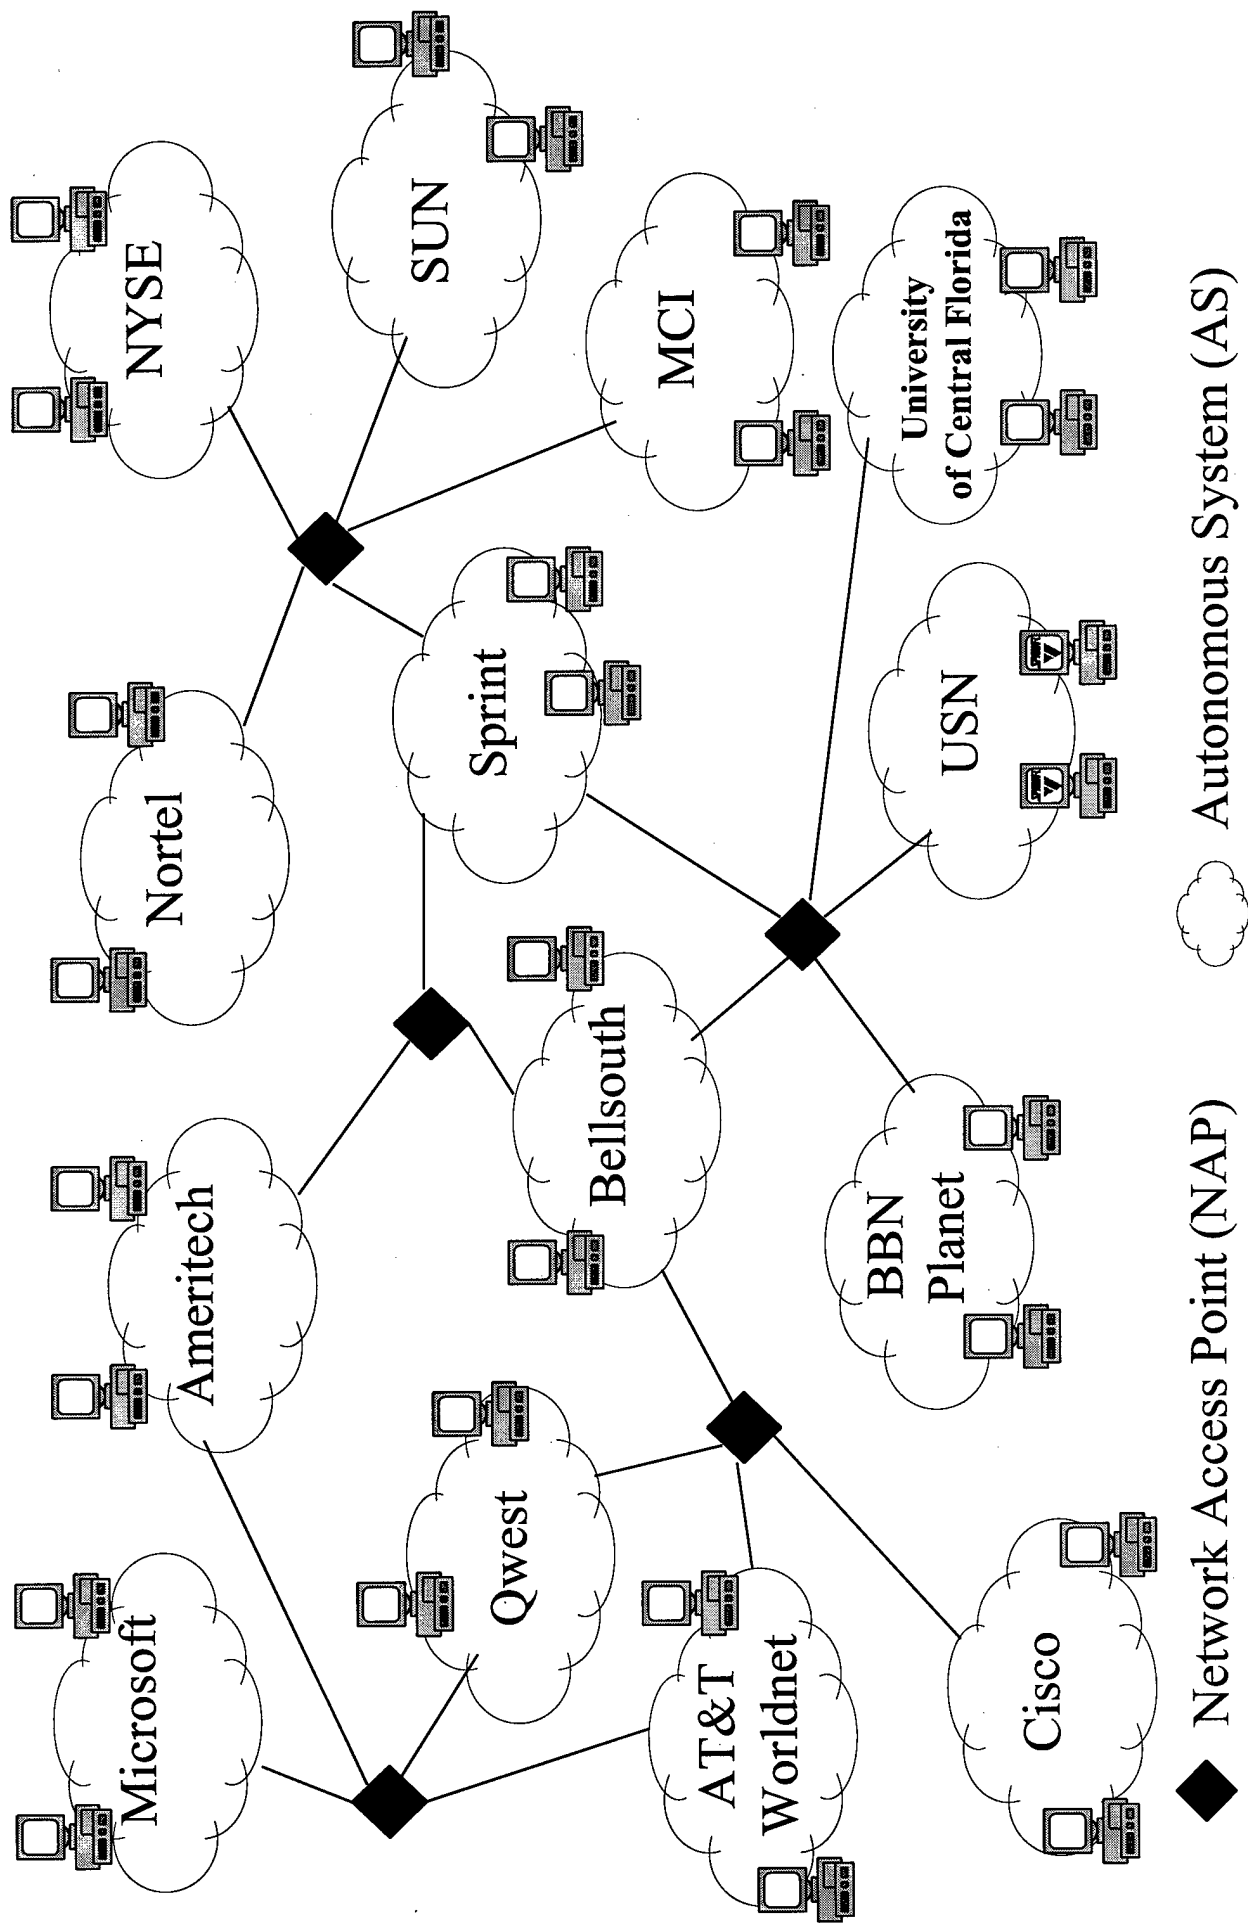 Microsoft
Ameritech
Nortel
NYSE
Qwest
Sprint
SUN
AT&T
Worldnet
Bellsouth
MCI
Cisco
BBN
Planet
USN
University
of Central Florida
Network Access Point (NAP)
Autonomous System (AS)